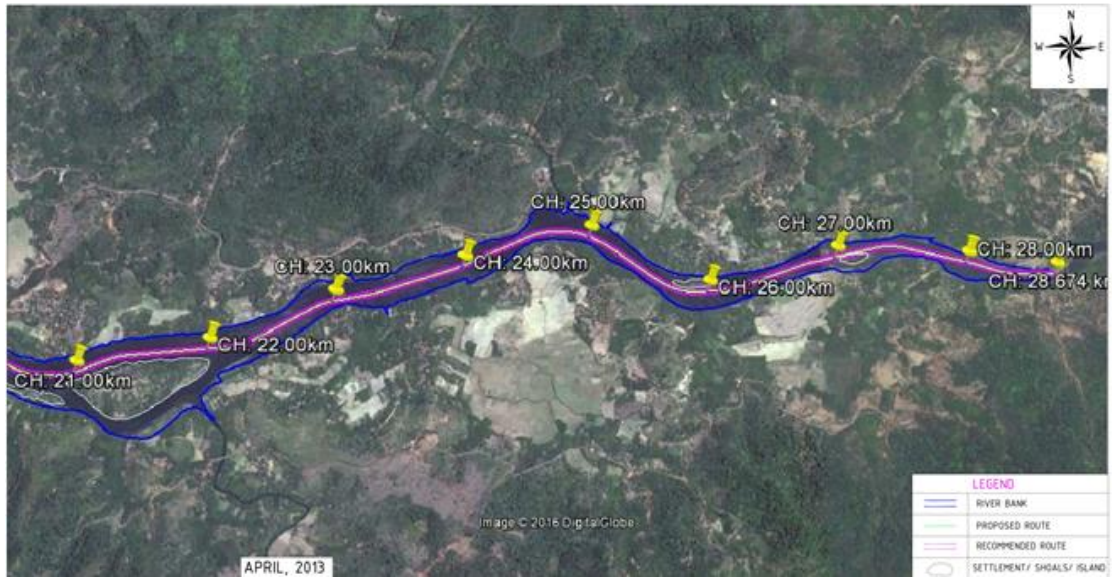 N
W E
S
CH: 25.00km
CH: 27.00km
CH: 28.00km
CH: 24.00km
CH: 23.00km
CH: 28.674 k
CH: 26.00km
CH: 22.00km
CH: 21.00km
LEGEND
RIVER BANK
PROPOSED ROUTE
RECOMMENDED ROUTE
SETTLEMENT/ SHOALS/ ISLAND
Image © 2016 DigitalGlobe
APRIL, 2013